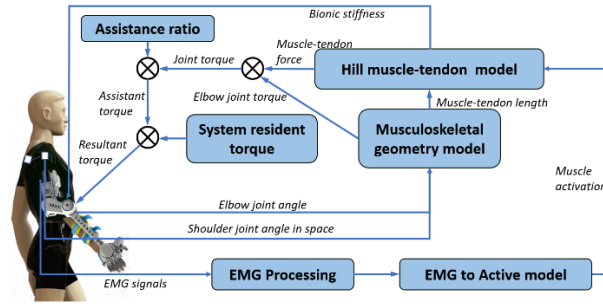 Bionic stiffness
Assistance ratio
Muscle-tendon
force
Joint torque
Hill muscle-tendon model
Elbow joint torque
Muscle-tendon length
Assistant
torque
System resident
torque
Musculoskeletal
geometry model
Resultant
torque
Muscle
activation
Elbow joint angle
Shoulder joint angle in space
EMG signals
EMG Processing
EMG to Active model